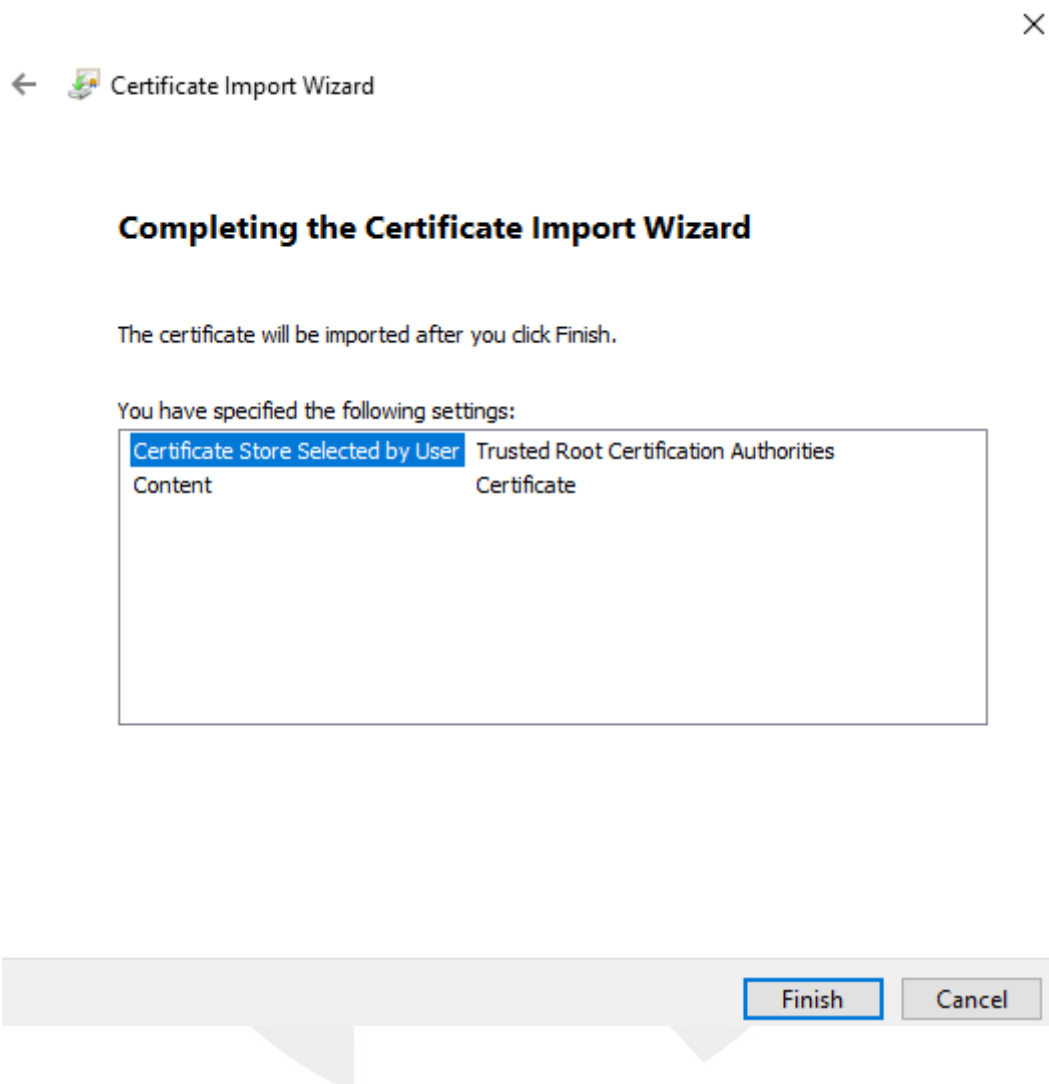 Certificate Import Wizard
Completing the Certificate Import Wizard
The certificate will be imported after you click Finish.
You have specified the following settings:
Certificate Store Selected by User Trusted Root Certification Authorities
Content Certificate
Finish Cancel